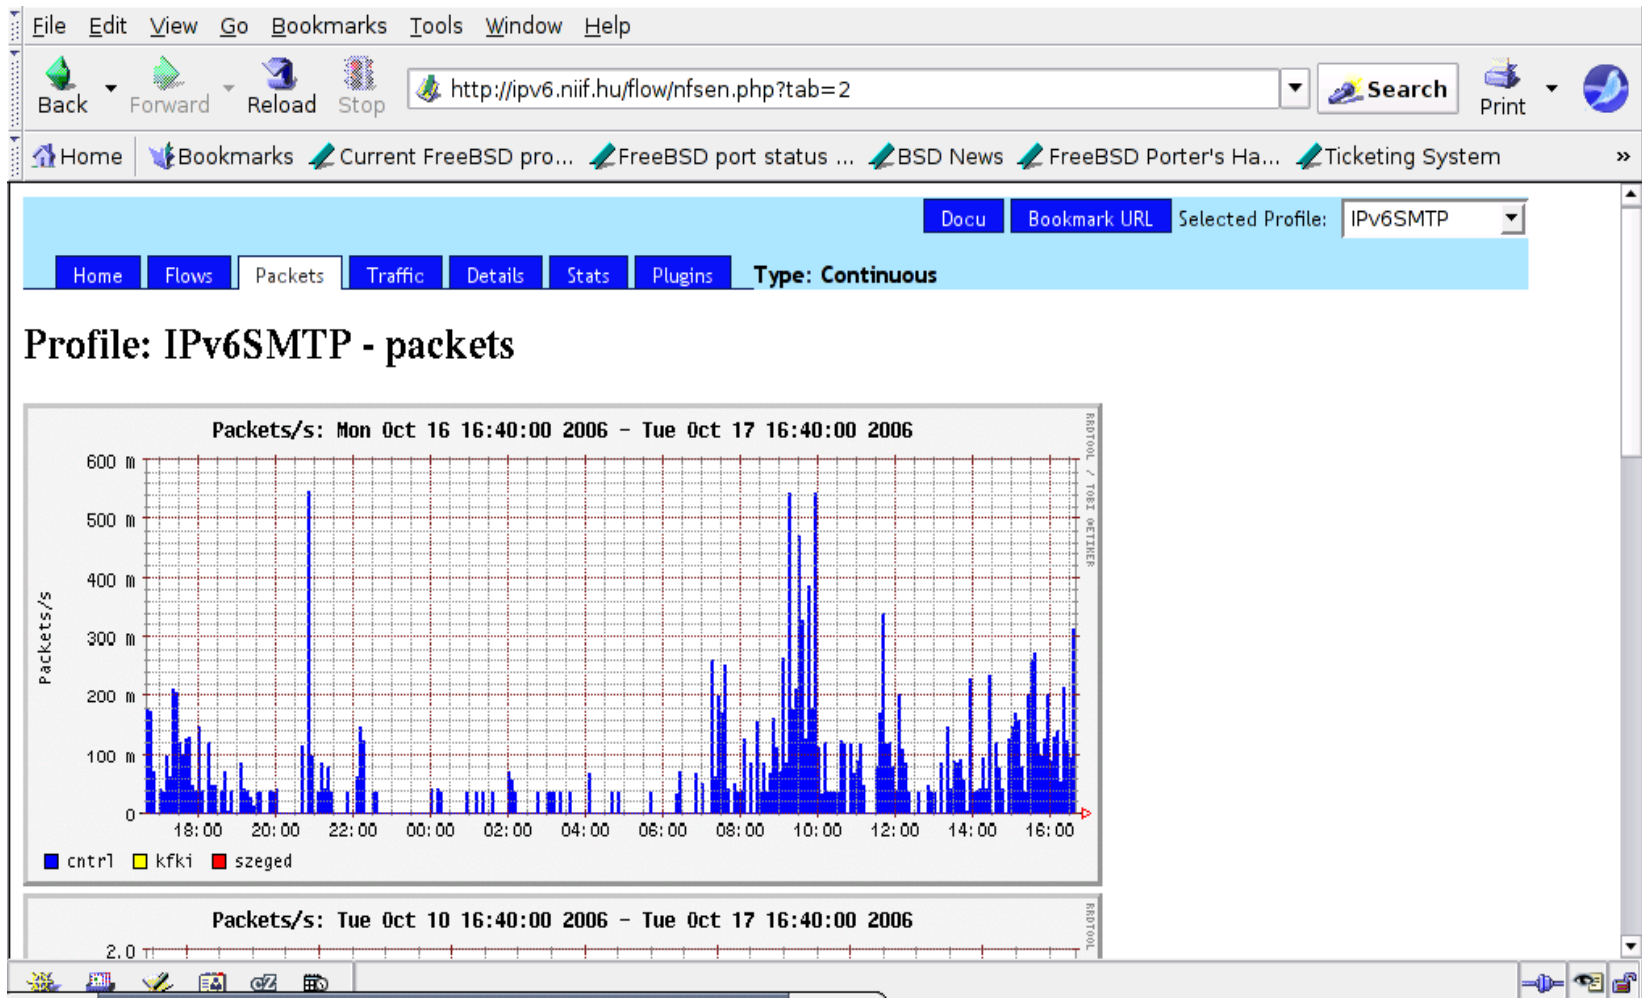 File Edit View Go Bookmarks Tools Window Help
Back Forward Reload Stop http://ipv6.niif.hu/flow/nfsen.php?tab=2 Search Print
Home Bookmarks Current FreeBSD pro... FreeBSD port status ... BSD News FreeBSD Porter's Ha... Ticketing System »
Docu Bookmark URL Selected Profile: IPv6SMTP
Home Flows Packets Traffic Details Stats Plugins Type: Continuous
Profile: IPv6SMTP - packets
Packets/s: Mon Oct 16 16:40:00 2006 - Tue Oct 17 16:40:00 2006
RRDTOOL / TOBI OETIKER
Packets/s
600 m
500 m
400 m
300 m
200 m
100 m
0
18:00 20:00 22:00 00:00 02:00 04:00 06:00 08:00 10:00 12:00 14:00 16:00
cntrl kfki szeged
Packets/s: Tue Oct 10 16:40:00 2006 - Tue Oct 17 16:40:00 2006
RRDTOOL
2.0
cZ